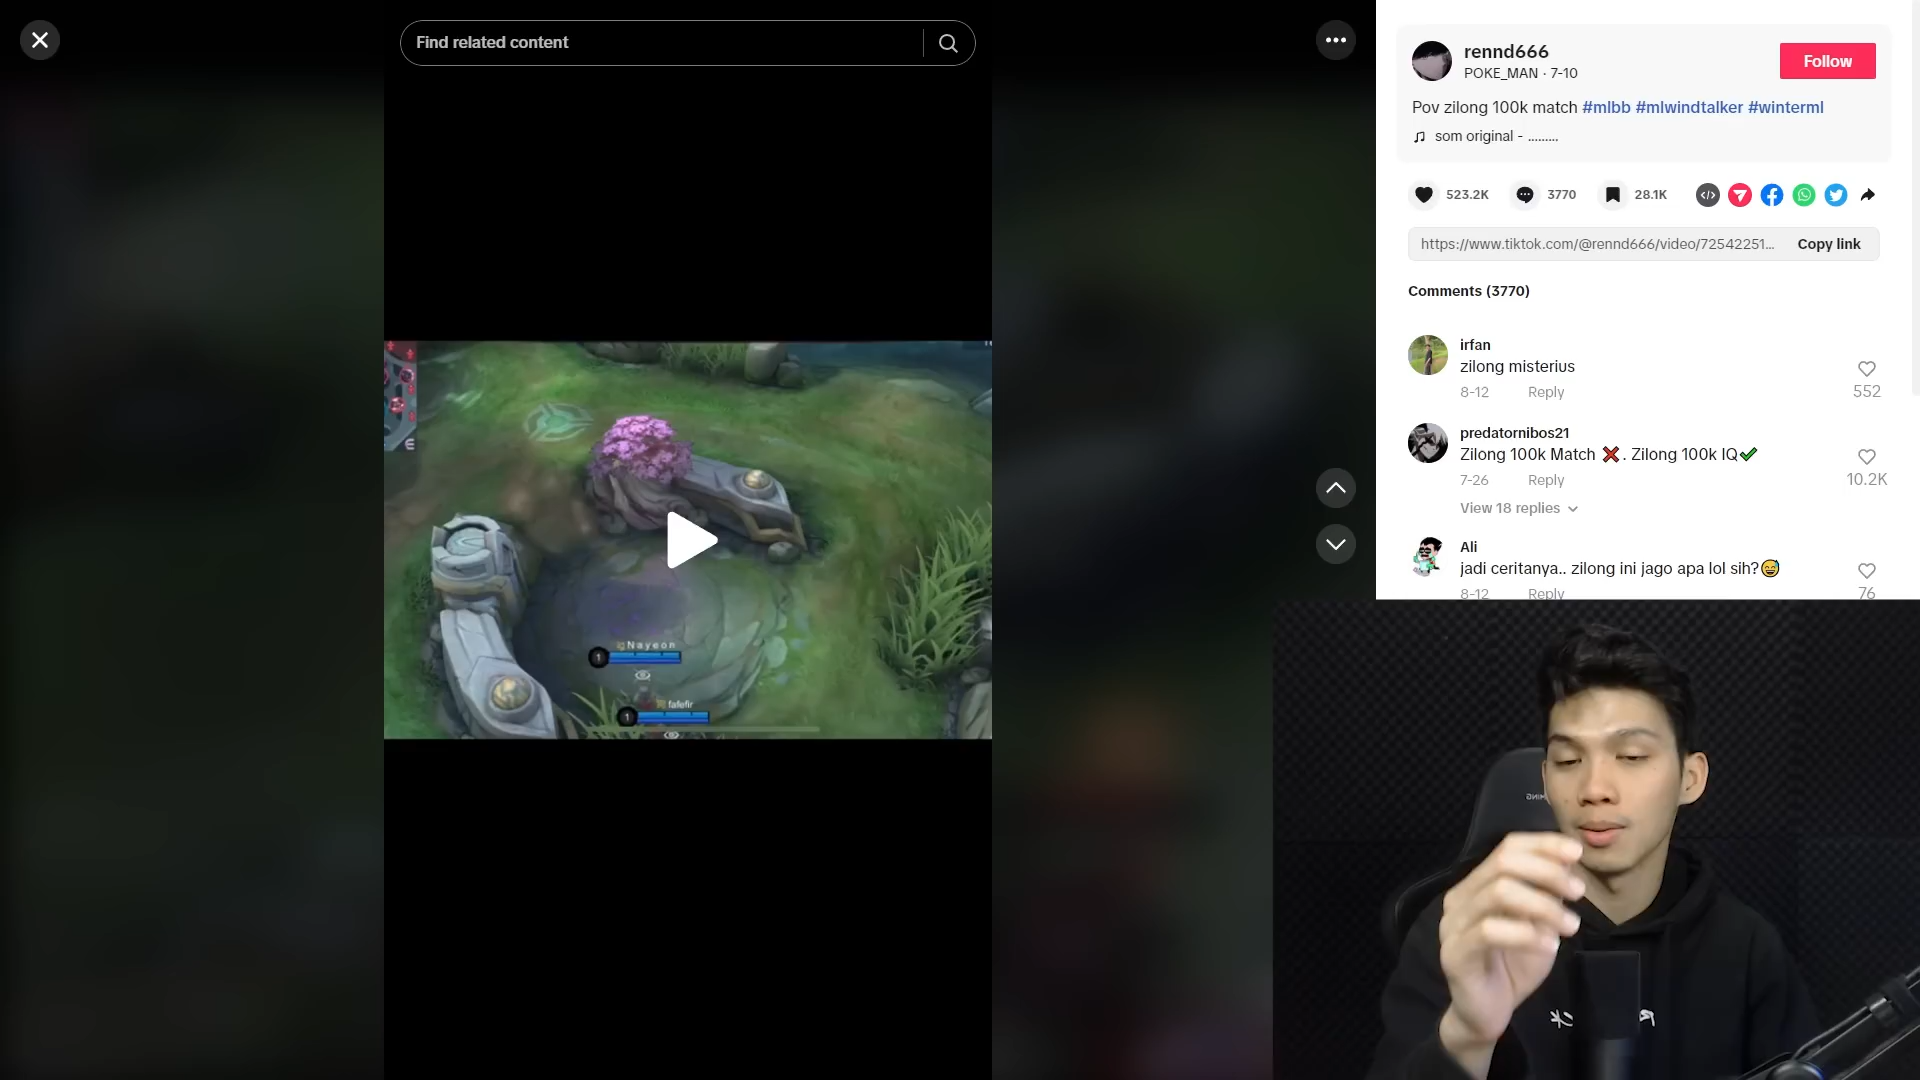 Find related content
rennd666
POKE_MAN · 7-10
Follow
Pov zilong 100k match #mlbb #mlwindtalker #winterml
som original - .........
523.2K
3770
28.1K
https://www.tiktok.com/@rennd666/video/72542251...
Copy link
Comments (3770)
irfan
zilong misterius
8-12
Reply
552
predatornibos21
Zilong 100k Match ❌. Zilong 100k IQ✔
7-26
Reply
10.2K
View 18 replies
Ali
jadi ceritanya.. zilong ini jago apa lol sih?😅
8-12
Reply
76
Nayeon
1
fafefir
1